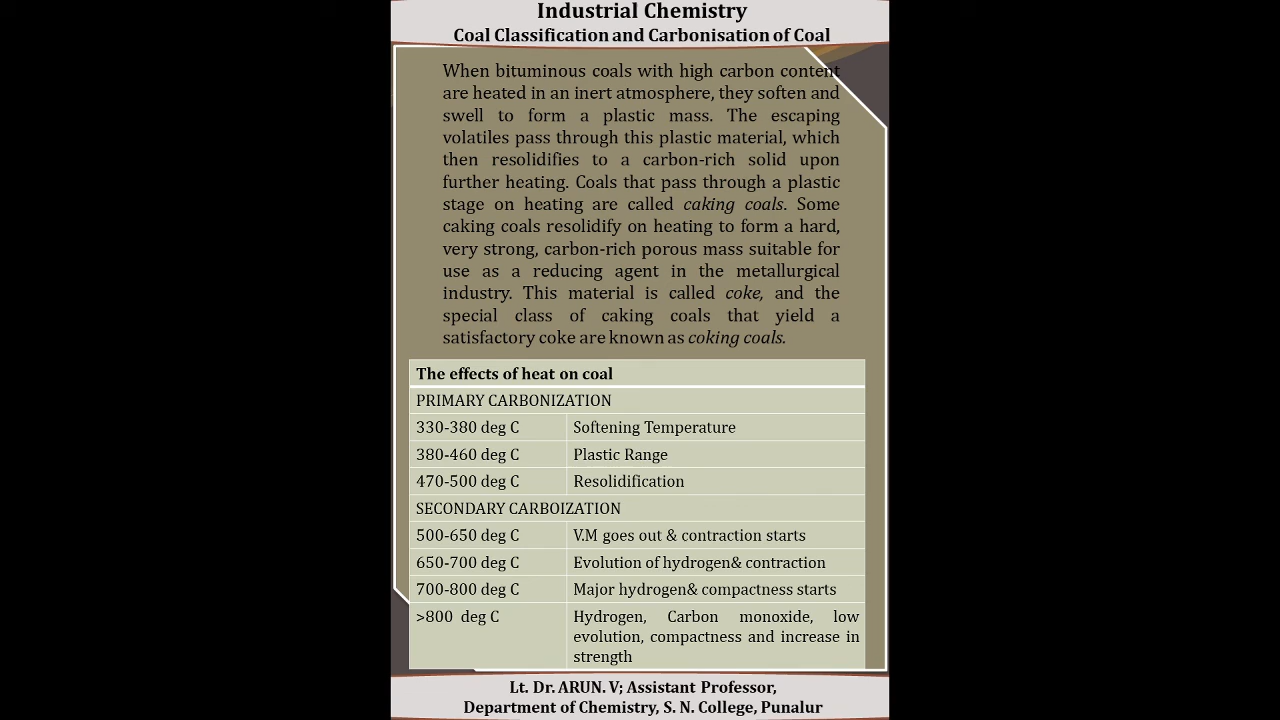 Industrial Chemistry
Coal Classification and Carbonisation of Coal
When bituminous coals with high carbon content
are heated in an inert atmosphere, they soften and
swell to form a plastic mass. The escaping
volatiles pass through this plastic material, which
then resolidifies to a carbon-rich solid upon
further heating. Coals that pass through a plastic
stage on heating are called caking coals. Some
caking coals resolidify on heating to form a hard,
very strong, carbon-rich porous mass suitable for
use as a reducing agent in the metallurgical
industry. This material is called coke, and the
special class of caking coals that yield a
satisfactory coke are known as coking coals.
The effects of heat on coal
PRIMARY CARBONIZATION
330-380 deg C Softening Temperature
380-460 deg C Plastic Range
470-500 deg C Resolidification
SECONDARY CARBOIZATION
500-650 deg C V.M goes out & contraction starts
650-700 deg C Evolution of hydrogen& contraction
700-800 deg C Major hydrogen& compactness starts
>800 deg C Hydrogen, Carbon monoxide, low
evolution, compactness and increase in
strength
Lt. Dr. ARUN. V; Assistant Professor,
Department of Chemistry, S. N. College, Punalur